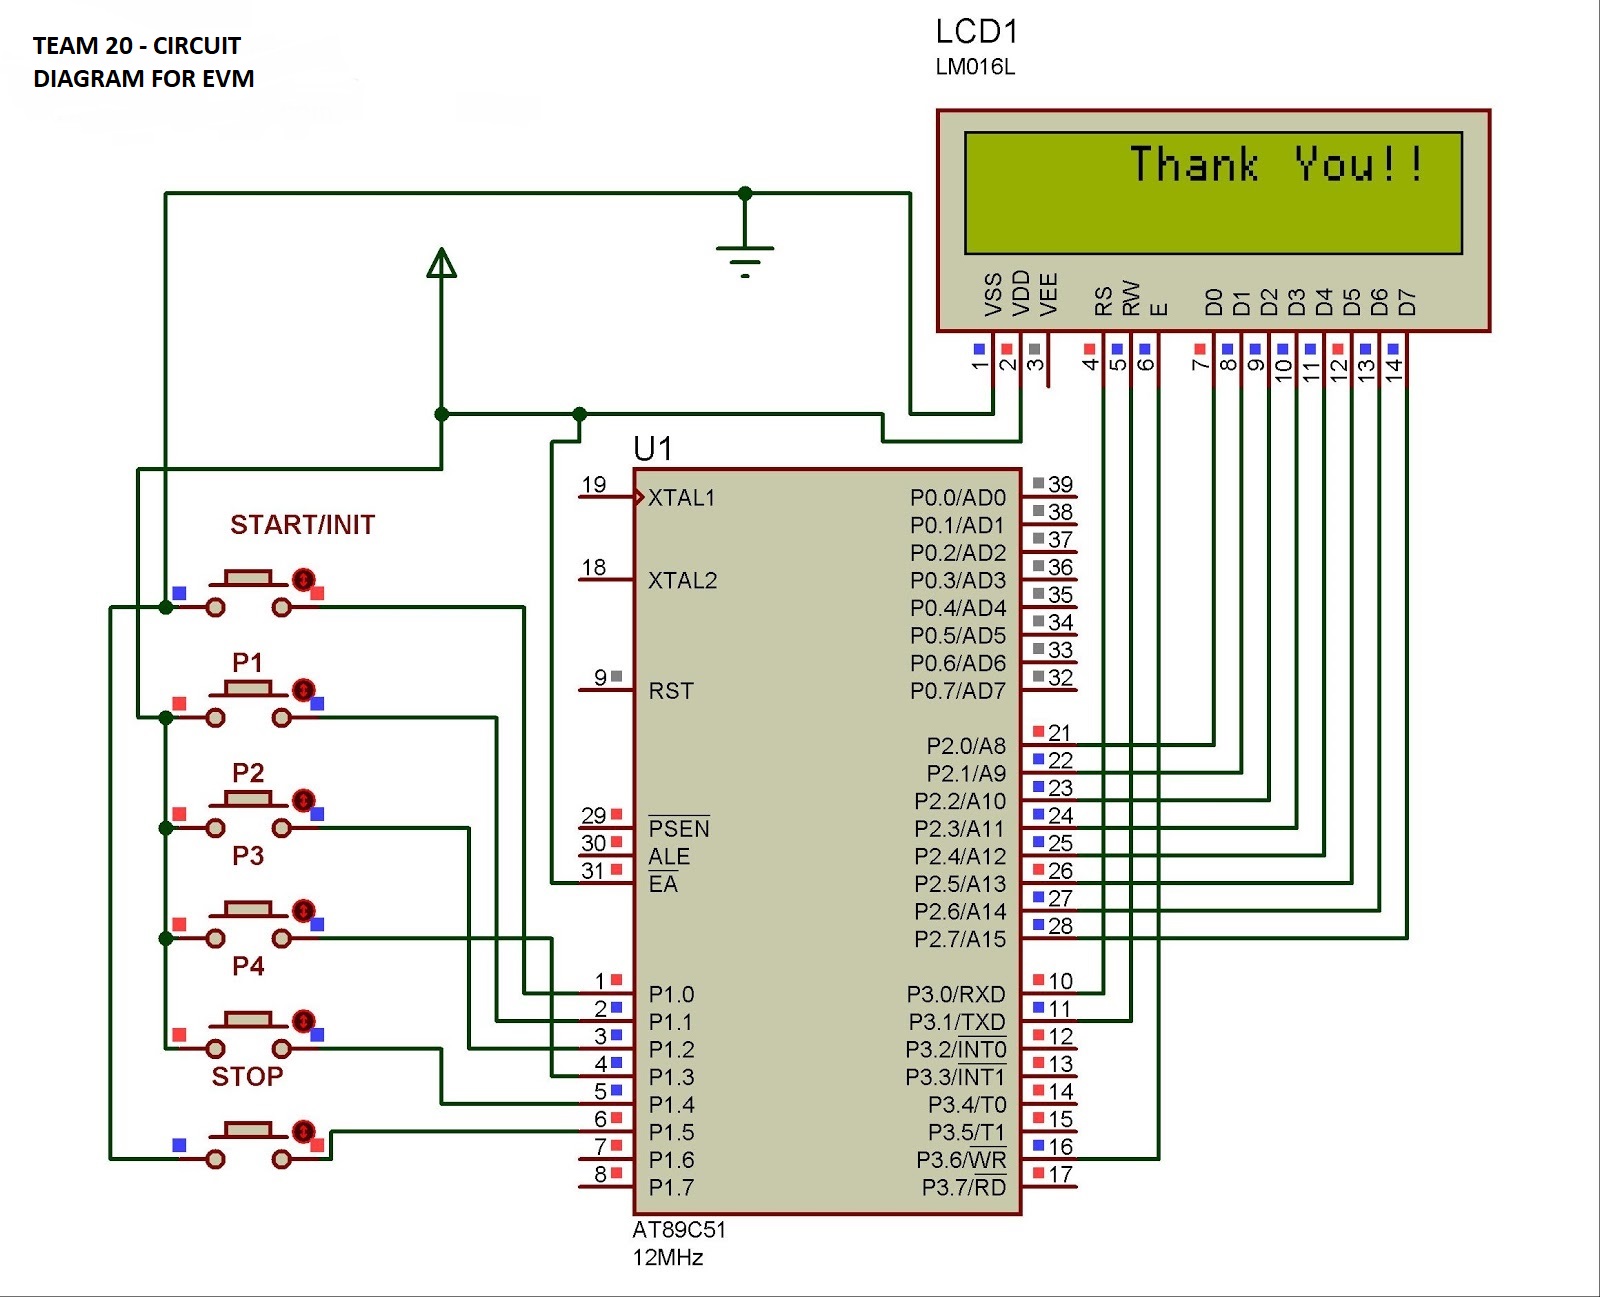 TEAM 20 - CIRCUIT
DIAGRAM FOR EVM
LCD1
LM016L
Thank You!!
VSS
VDD
VEE
RS
RW
E
D0
D1
D2
D3
D4
D5
D6
D7
1
2
3
4
5
6
7
8
9
10
11
12
13
14
START/INIT
P1
P2
P3
P4
STOP
U1
19 XTAL1
18 XTAL2
9 RST
29 PSEN
30 ALE
31 EA
1 P1.0
2 P1.1
3 P1.2
4 P1.3
5 P1.4
6 P1.5
7 P1.6
8 P1.7
P0.0/AD0 39
P0.1/AD1 38
P0.2/AD2 37
P0.3/AD3 36
P0.4/AD4 35
P0.5/AD5 34
P0.6/AD6 33
P0.7/AD7 32
P2.0/A8 21
P2.1/A9 22
P2.2/A10 23
P2.3/A11 24
P2.4/A12 25
P2.5/A13 26
P2.6/A14 27
P2.7/A15 28
P3.0/RXD 10
P3.1/TXD 11
P3.2/INT0 12
P3.3/INT1 13
P3.4/T0 14
P3.5/T1 15
P3.6/WR 16
P3.7/RD 17
AT89C51
12MHz